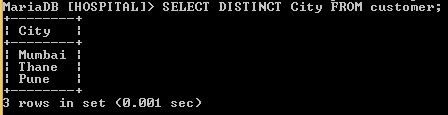 MariaDB [HOSPITAL]> SELECT DISTINCT City FROM customer;
+--------+
| City   |
+--------+
| Mumbai |
| Thane  |
| Pune   |
+--------+
3 rows in set (0.001 sec)